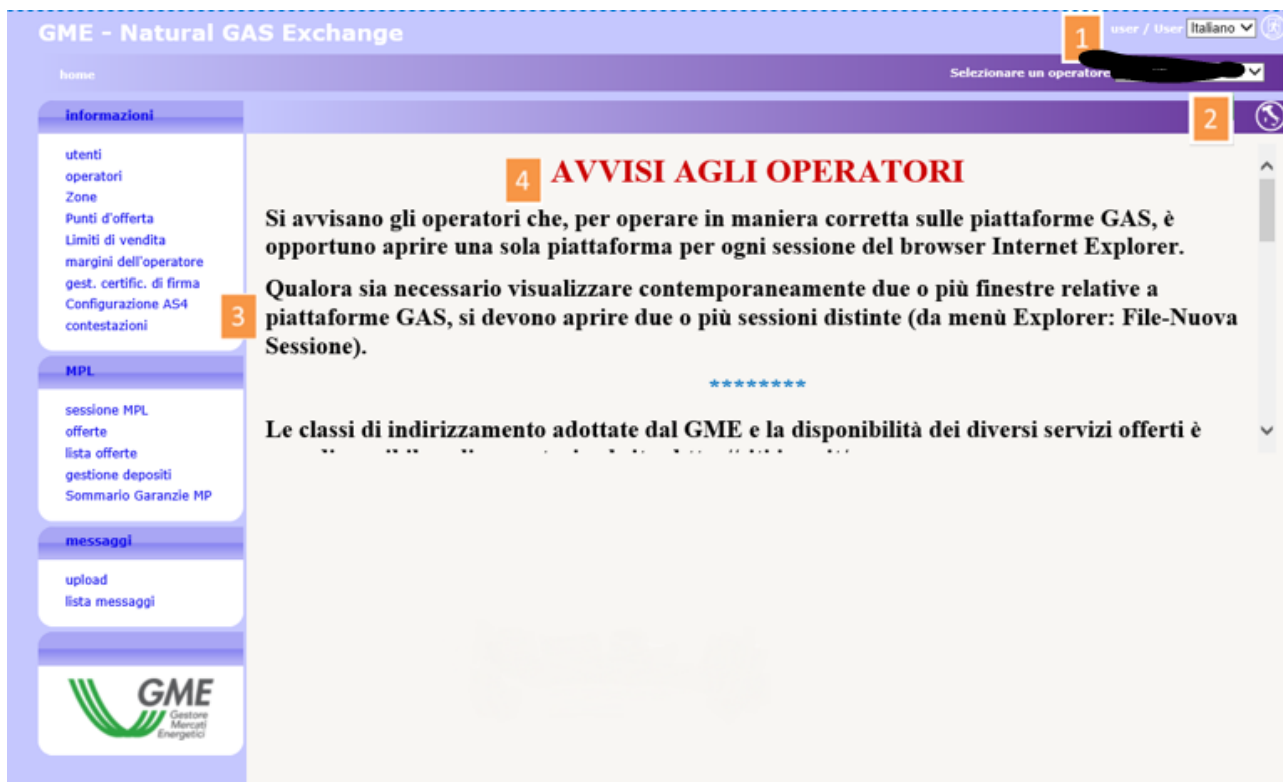 GME - Natural GAS Exchange
1
user / User Italiano
home
Selezionare un operatore
informazioni
2
utenti
operatori
Zone
Punti d'offerta
Limiti di vendita
margini dell'operatore
gest. certific. di firma
Configurazione AS4
contestazioni
3
MPL
sessione MPL
offerte
lista offerte
gestione depositi
Sommario Garanzie MP
messaggi
upload
lista messaggi
GME
Gestore
Mercati
Energetici
4
AVVISI AGLI OPERATORI
Si avvisano gli operatori che, per operare in maniera corretta sulle piattaforme GAS, è
opportuno aprire una sola piattaforma per ogni sessione del browser Internet Explorer.
Qualora sia necessario visualizzare contemporaneamente due o più finestre relative a
piattaforme GAS, si devono aprire due o più sessioni distinte (da menù Explorer: File-Nuova
Sessione).
********
Le classi di indirizzamento adottate dal GME e la disponibilità dei diversi servizi offerti è